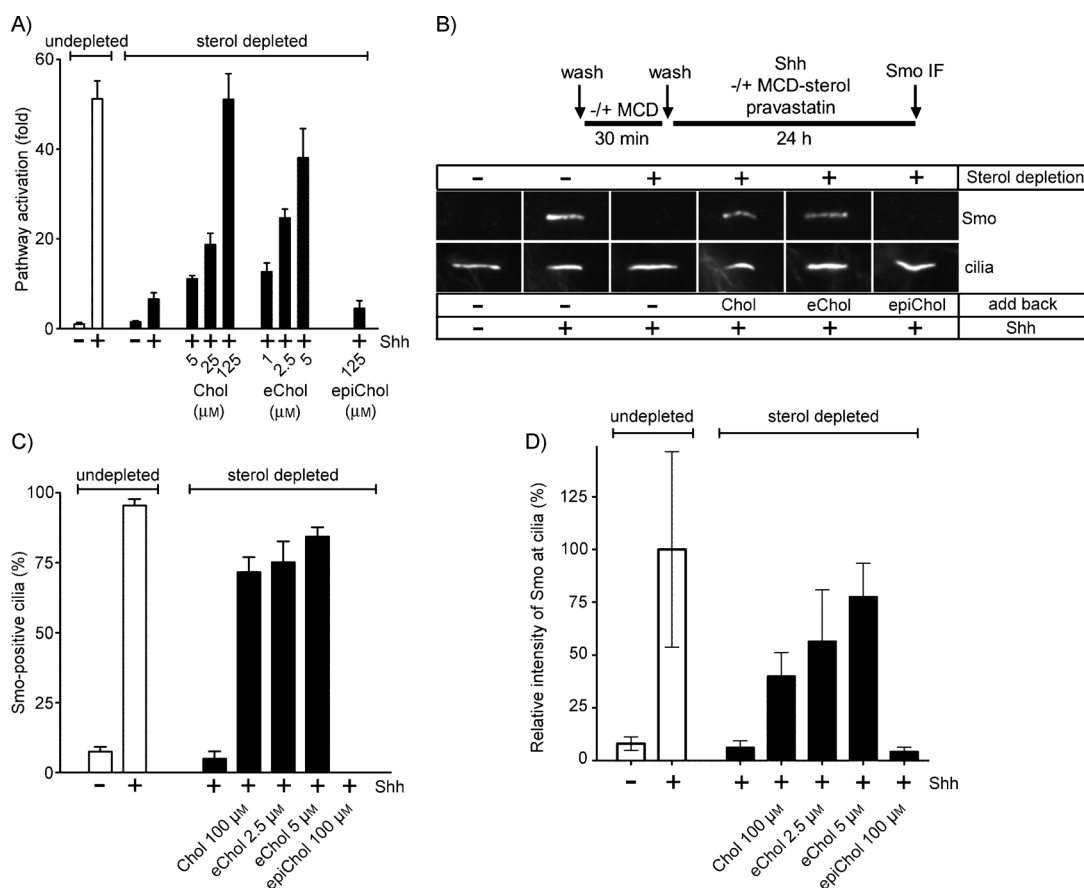 A)
undepleted
sterol depleted
Pathway activation (fold)
60
40
20
0
− + − + + + + + + + + Shh
5 25 125 1 2.5 5 125
Chol eChol epiChol
(μM) (μM) (μM)
B)
wash wash Shh Smo IF
-/+ MCD -/+ MCD-sterol
pravastatin
30 min 24 h
− − + + + + Sterol depletion
Smo
cilia
− − − Chol eChol epiChol add back
− + + + + + Shh
C)
undepleted
sterol depleted
Smo-positive cilia (%)
100
75
50
25
0
− + + + + + + Shh
Chol 100 μM
eChol 2.5 μM
eChol 5 μM
epiChol 100 μM
D)
undepleted
sterol depleted
Relative intensity of Smo at cilia (%)
125
100
75
50
25
0
− + + + + + + Shh
Chol 100 μM
eChol 2.5 μM
eChol 5 μM
epiChol 100 μM